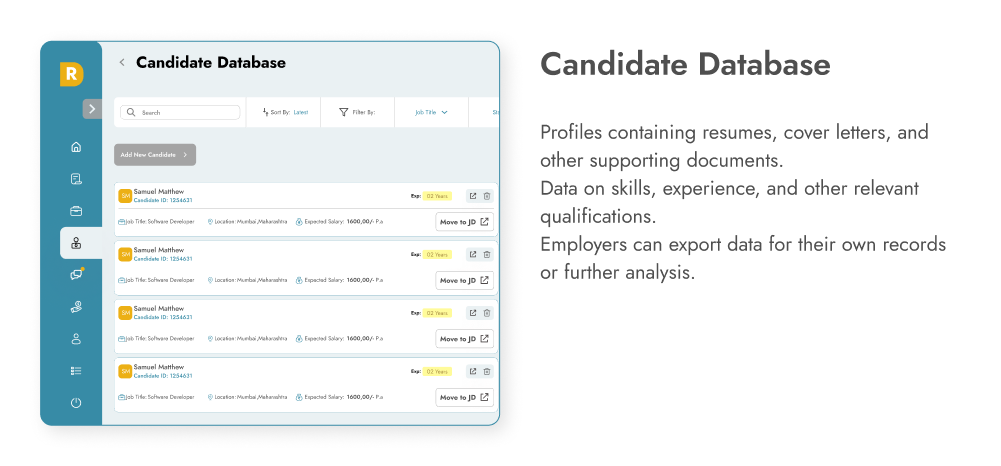 R
Candidate Database
Search
Sort By: Latest
Filter By:
Job Title
Add New Candidate
Samuel Matthew
SM
Candidate ID: 1254631
Exp: 02 Years
Job Title: Software Developer
Location: Mumbai,Maharashtra
Expected Salary: 1600,00/- P.a
Move to JD
Samuel Matthew
SM
Candidate ID: 1254631
Exp: 02 Years
Job Title: Software Developer
Location: Mumbai,Maharashtra
Expected Salary: 1600,00/- P.a
Move to JD
Samuel Matthew
SM
Candidate ID: 1254631
Exp: 02 Years
Job Title: Software Developer
Location: Mumbai,Maharashtra
Expected Salary: 1600,00/- P.a
Move to JD
Samuel Matthew
SM
Candidate ID: 1254631
Exp: 02 Years
Job Title: Software Developer
Location: Mumbai,Maharashtra
Expected Salary: 1600,00/- P.a
Move to JD
Candidate Database
Profiles containing resumes, cover letters, and
other supporting documents.
Data on skills, experience, and other relevant
qualifications.
Employers can export data for their own records
or further analysis.